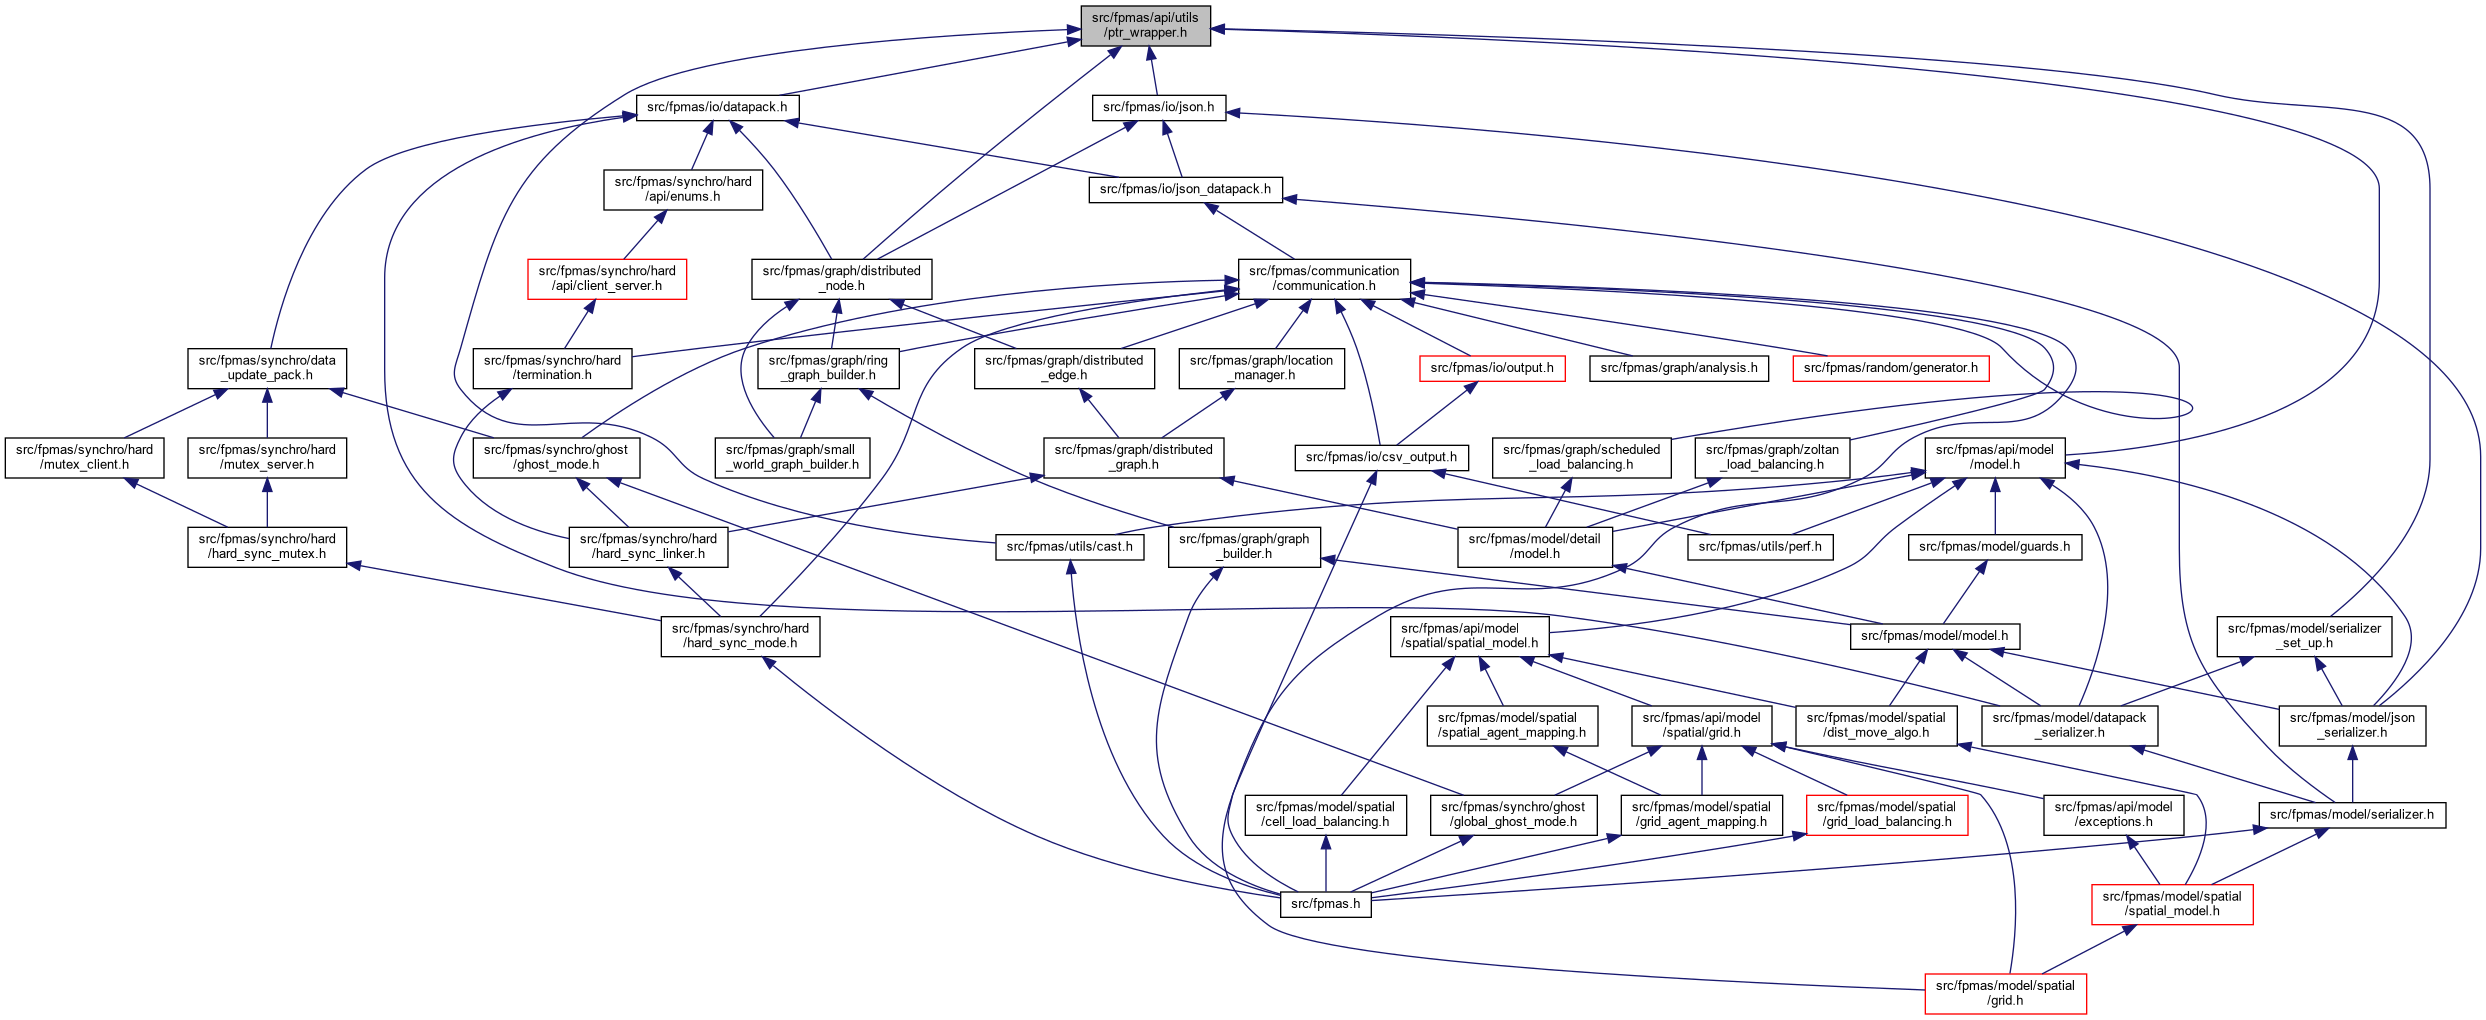 src/fpmas/api/utils
/ptr_wrapper.h
src/fpmas/io/datapack.h
src/fpmas/io/json.h
src/fpmas/synchro/hard
/api/enums.h
src/fpmas/io/json_datapack.h
src/fpmas/synchro/hard
/api/client_server.h
src/fpmas/graph/distributed
_node.h
src/fpmas/communication
/communication.h
src/fpmas/synchro/data
_update_pack.h
src/fpmas/synchro/hard
/termination.h
src/fpmas/graph/ring
_graph_builder.h
src/fpmas/graph/distributed
_edge.h
src/fpmas/graph/location
_manager.h
src/fpmas/io/output.h
src/fpmas/graph/analysis.h
src/fpmas/random/generator.h
src/fpmas/synchro/hard
/mutex_client.h
src/fpmas/synchro/hard
/mutex_server.h
src/fpmas/synchro/ghost
/ghost_mode.h
src/fpmas/graph/small
_world_graph_builder.h
src/fpmas/graph/distributed
_graph.h
src/fpmas/io/csv_output.h
src/fpmas/graph/scheduled
_load_balancing.h
src/fpmas/graph/zoltan
_load_balancing.h
src/fpmas/api/model
/model.h
src/fpmas/synchro/hard
/hard_sync_mutex.h
src/fpmas/synchro/hard
/hard_sync_linker.h
src/fpmas/utils/cast.h
src/fpmas/graph/graph
_builder.h
src/fpmas/model/detail
/model.h
src/fpmas/utils/perf.h
src/fpmas/model/guards.h
src/fpmas/synchro/hard
/hard_sync_mode.h
src/fpmas/api/model
/spatial/spatial_model.h
src/fpmas/model/model.h
src/fpmas/model/serializer
_set_up.h
src/fpmas/model/spatial
/spatial_agent_mapping.h
src/fpmas/api/model
/spatial/grid.h
src/fpmas/model/spatial
/dist_move_algo.h
src/fpmas/model/datapack
_serializer.h
src/fpmas/model/json
_serializer.h
src/fpmas/model/spatial
/cell_load_balancing.h
src/fpmas/synchro/ghost
/global_ghost_mode.h
src/fpmas/model/spatial
/grid_agent_mapping.h
src/fpmas/model/spatial
/grid_load_balancing.h
src/fpmas/api/model
/exceptions.h
src/fpmas/model/serializer.h
src/fpmas.h
src/fpmas/model/spatial
/spatial_model.h
src/fpmas/model/spatial
/grid.h